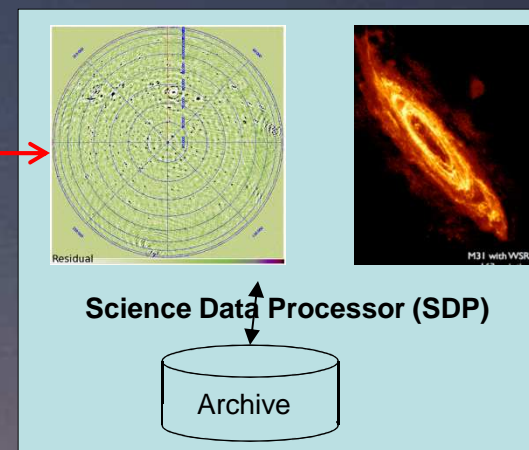 Residual
M31 with WSR
Science Data Processor (SDP)
Archive